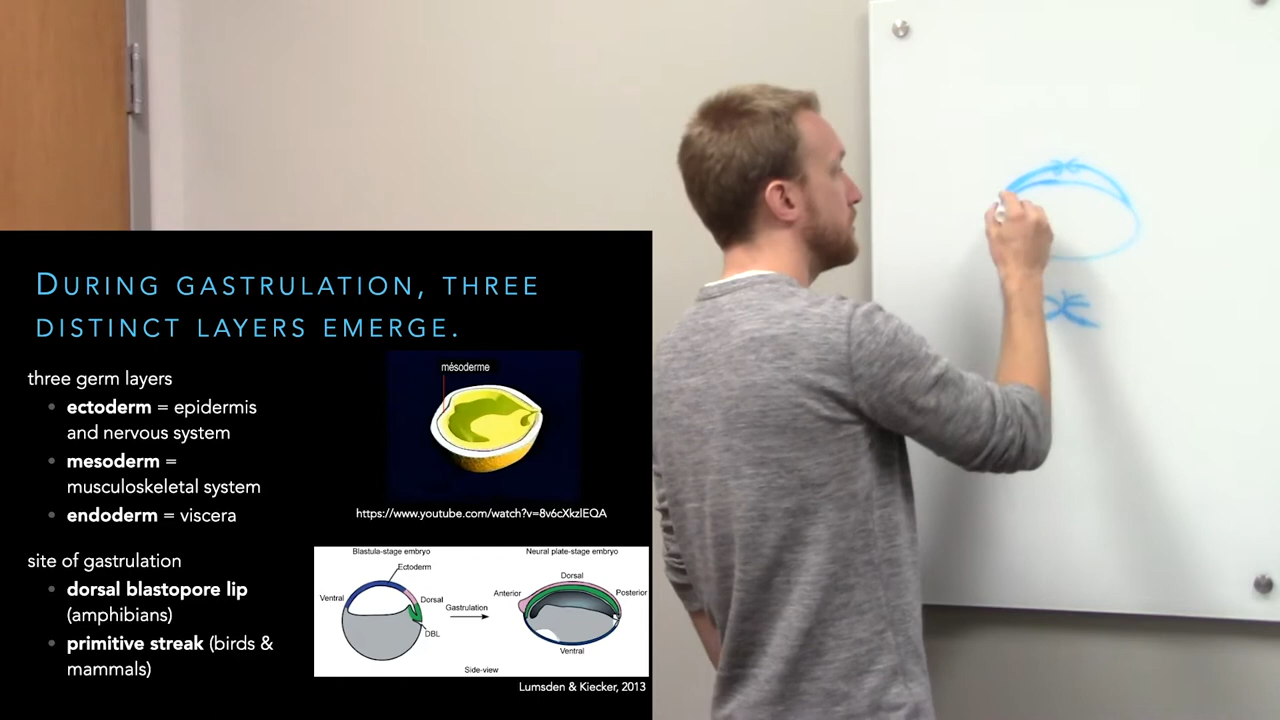 DURING GASTRULATION, THREE
DISTINCT LAYERS EMERGE.
three germ layers
• ectoderm = epidermis
and nervous system
• mesoderm =
musculoskeletal system
• endoderm = viscera
site of gastrulation
• dorsal blastopore lip
(amphibians)
• primitive streak (birds &
mammals)
mésoderme
https://www.youtube.com/watch?v=8v6cXkzlEQA
Blastula-stage embryo
Ectoderm
Ventral
Dorsal
DBL
Gastrulation
Neural plate-stage embryo
Dorsal
Anterior
Posterior
Ventral
Side-view
Lumsden & Kiecker, 2013